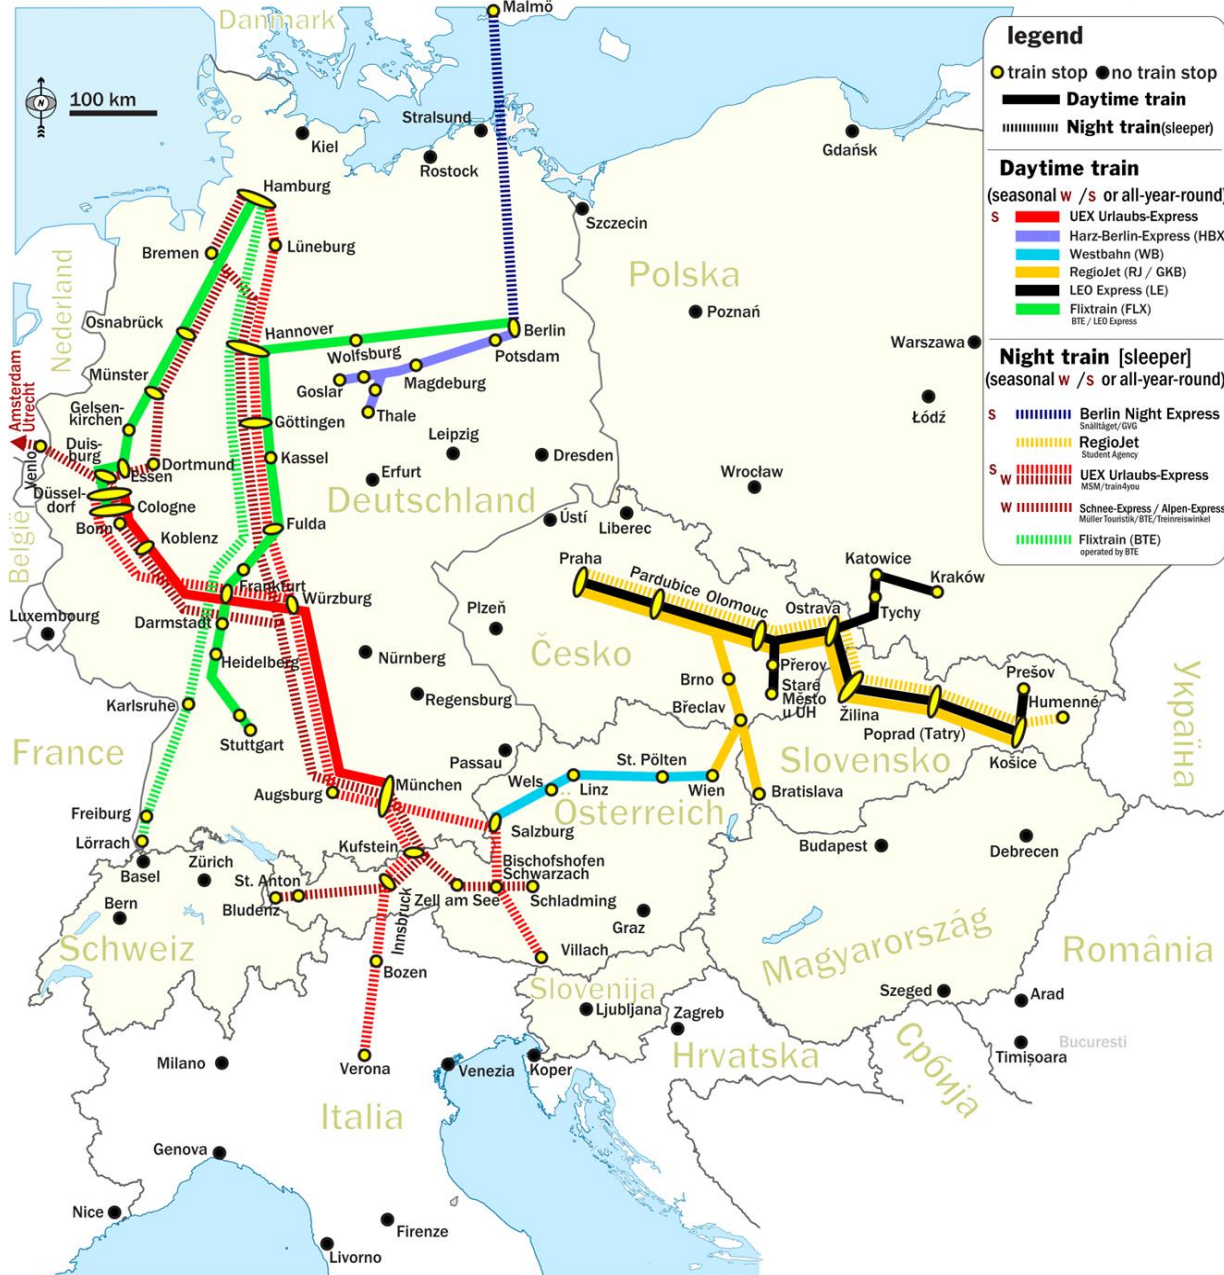 Malmö
Danmark
legend
train stop
no train stop
Daytime train
Night train(sleeper)
100 km
N
Stralsund
Kiel
Rostock
Gdańsk
Hamburg
Szczecin
Bremen
Lüneburg
Nederland
Polska
Osnabrück
Hannover
Berlin
Wolfsburg
Potsdam
Poznań
Warszawa
Münster
Goslar
Magdeburg
Thale
Łódź
Gelsen-
kirchen
Göttingen
Amsterdam
Utrecht
Duis-
burg
Venlo
Dortmund
Essen
Kassel
Leipzig
Dresden
Erfurt
Wrocław
Düssel-
dorf
Cologne
Deutschland
Bonn
Koblenz
Fulda
Ústí
Liberec
België
Frankfurt
Würzburg
Praha
Pardubice
Olomouc
Ostrava
Katowice
Kraków
Tychy
Luxembourg
Darmstadt
Plzeň
Česko
Nürnberg
Heidelberg
Přerov
Staré
Město
u UH
Brno
Prešov
Humenné
Regensburg
Karlsruhe
Břeclav
Žilina
Poprad (Tatry)
Košice
Україна
Stuttgart
France
Passau
Slovensko
St. Pölten
Wels
Linz
Wien
Bratislava
Augsburg
München
Österreich
Freiburg
Lörrach
Salzburg
Kufstein
Budapest
Debrecen
Basel
Zürich
Bischofshofen
Schwarzach
St. Anton
Bludenz
Innsbruck
Zell am See
Schladming
Bern
Graz
Schweiz
Villach
Magyarország
România
Bozen
Slovenija
Szeged
Arad
Ljubljana
Zagreb
Verona
Milano
Venezia
Koper
Hrvatska
Србија
Timișoara
Bucuresti
Italia
Genova
Nice
Firenze
Livorno
Daytime train
(seasonal W /S or all-year-round)
S UEX Urlaubs-Express
Harz-Berlin-Express (HBX
Westbahn (WB)
RegioJet (RJ / GKB)
LEO Express (LE)
Flixtrain (FLX)
BTE / LEO Express
Night train [sleeper]
(seasonal W /S or all-year-round)
S Berlin Night Express
Snälltåget/GVG
RegioJet
Student Agency
S W UEX Urlaubs-Express
MSM/train4you
W Schnee-Express / Alpen-Express
Müller Touristik/BTE/Treinreiswinkel
Flixtrain (BTE)
operated by BTE